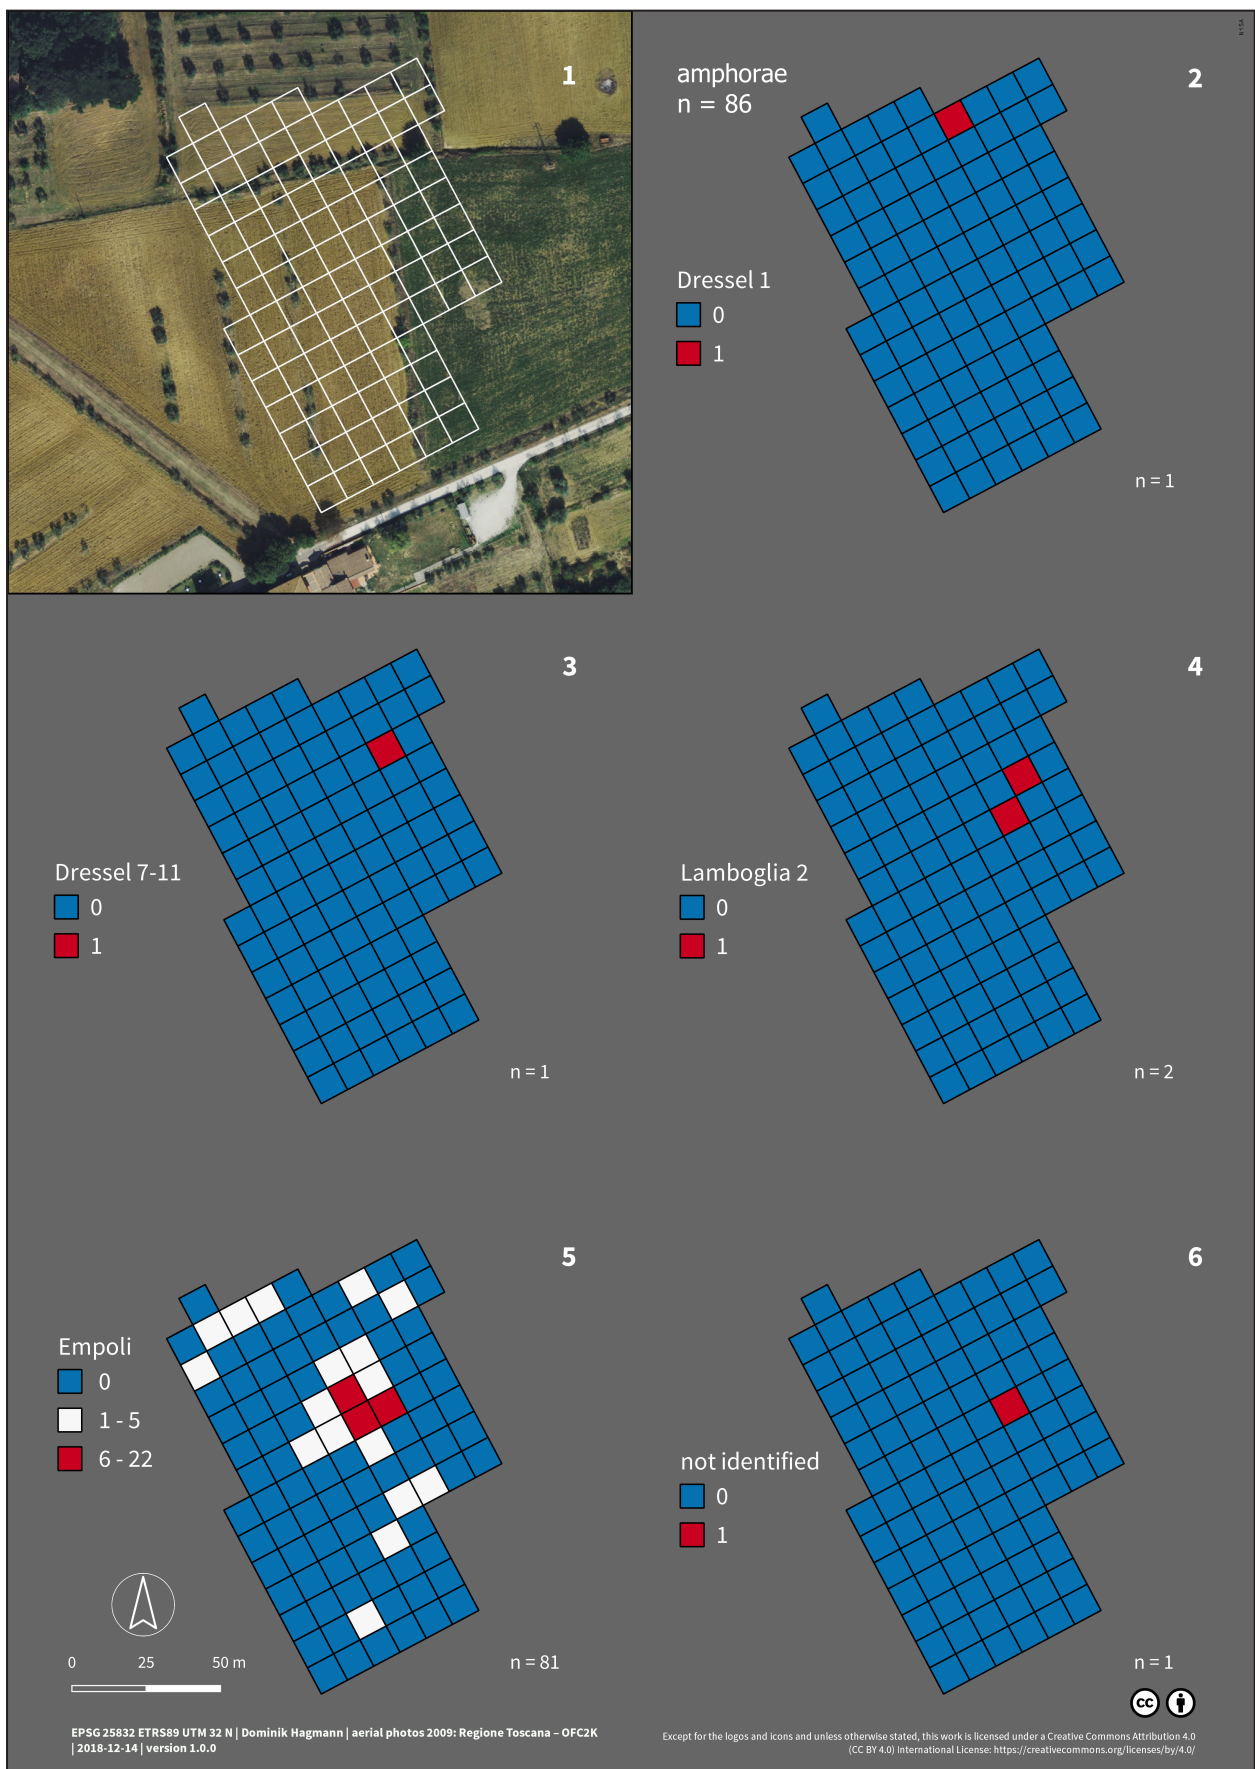 1
amphorae
n = 86
2
Dressel 1
0
1
n = 1
3
Dressel 7-11
0
1
n = 1
4
Lamboglia 2
0
1
n = 2
5
Empoli
0
1 - 5
6 - 22
0 25 50 m
n = 81
6
not identified
0
1
n = 1
cc
EPSG 25832 ETRS89 UTM 32 N | Dominik Hagmann | aerial photos 2009: Regione Toscana – OFC2K
| 2018-12-14 | version 1.0.0
Except for the logos and icons and unless otherwise stated, this work is licensed under a Creative Commons Attribution 4.0
(CC BY 4.0) International License: https://creativecommons.org/licenses/by/4.0/